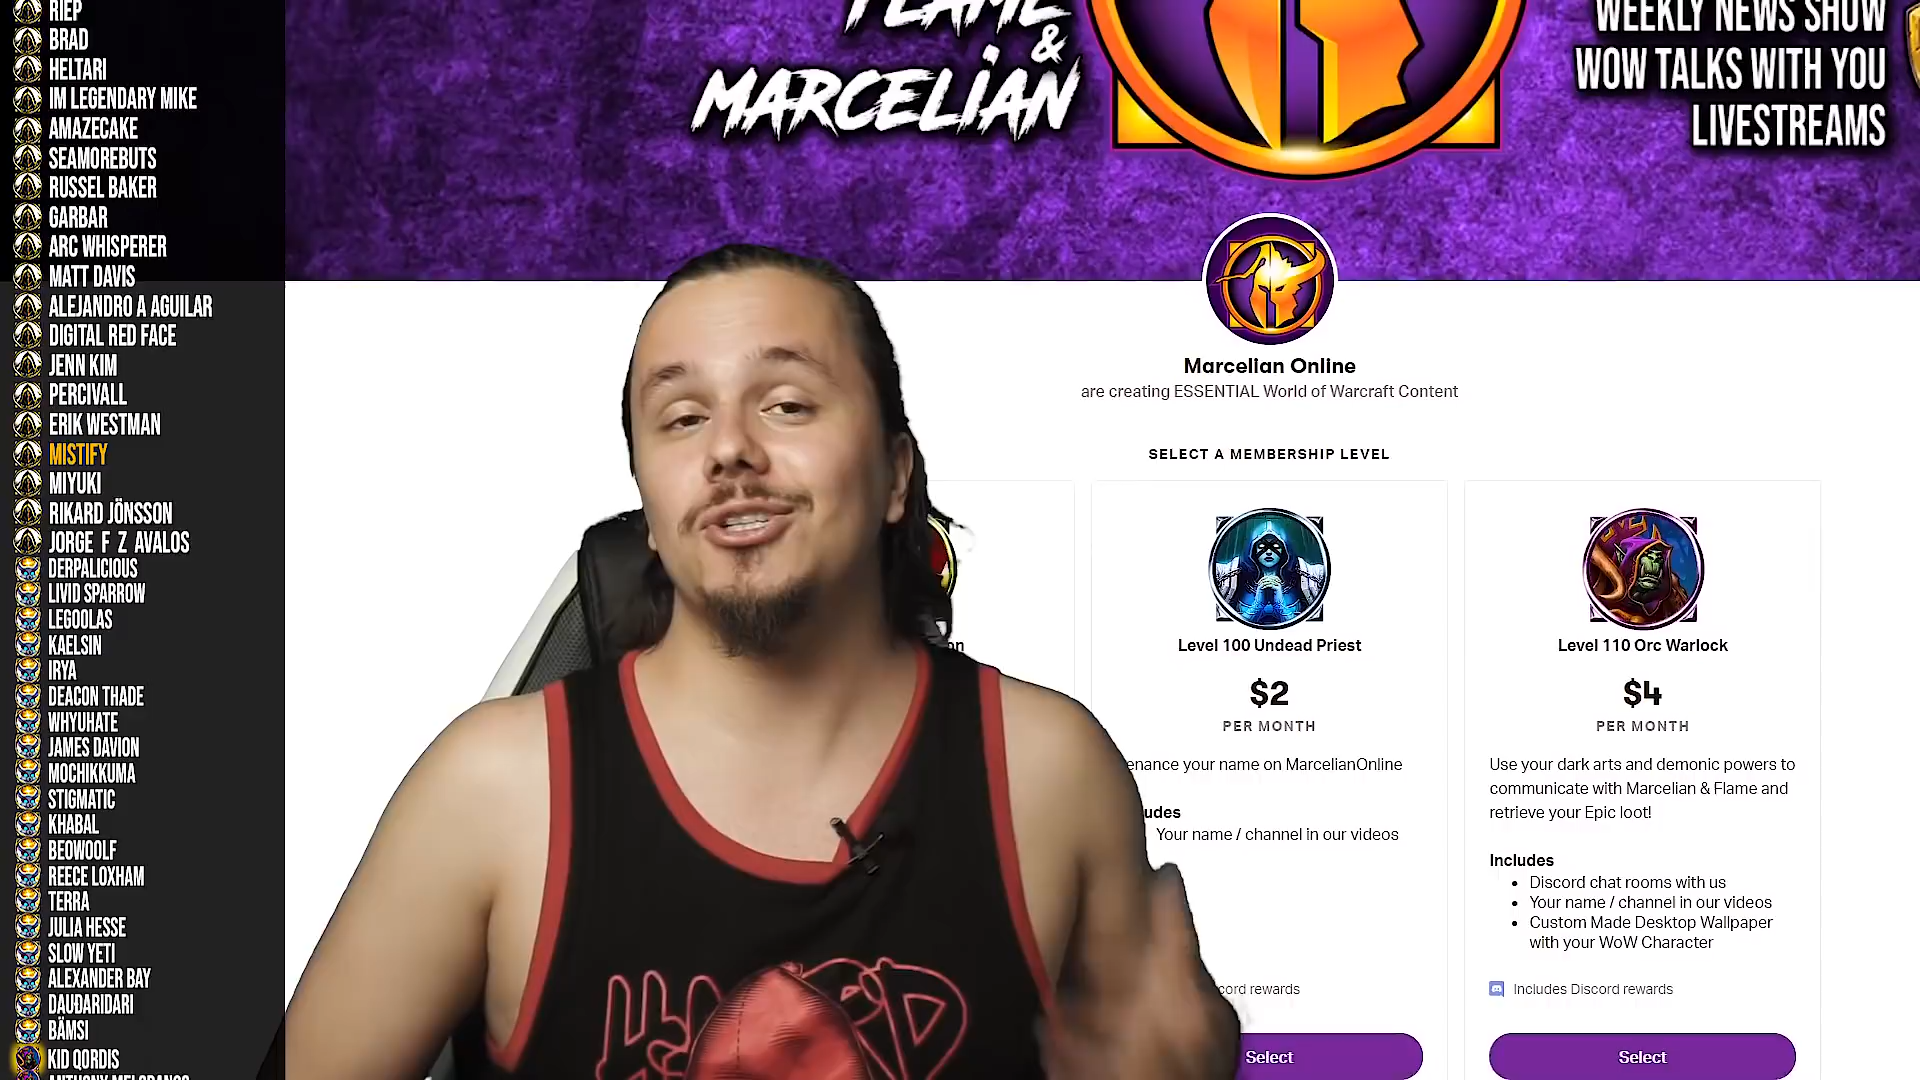 RIEP
BRAD
HELTARI
IM LEGENDARY MIKE
AMAZECAKE
SEAMOREBUTS
RUSSEL BAKER
GARBAR
ARC WHISPERER
MATT DAVIS
ALEJANDRO A AGUILAR
DIGITAL RED FACE
JENN KIM
PERCIVALL
ERIK WESTMAN
MISTIFY
MIYUKI
RIKARD JÖNSSON
JORGE F Z AVALOS
DERPALICIOUS
LIVID SPARROW
LEGOOLAS
KAELSIN
IRYA
DEACON THADE
WHYUHATE
JAMES DAVION
MOCHIKKUMA
STIGMATIC
KHABAL
BEOWOOLF
REECE LOXHAM
TERRA
JULIA HESSE
SLOW YETI
ALEXANDER BAY
DAUÐARIDARI
BÄMSI
KID QORDIS
FLAME
&
MARCELIAN
WEEKLY NEWS SHOW
WOW TALKS WITH YOU
LIVESTREAMS
Marcelian Online
are creating ESSENTIAL World of Warcraft Content
SELECT A MEMBERSHIP LEVEL
Level 100 Undead Priest
$2
PER MONTH
your name on MarcelianOnline
Your name / channel in our videos
rewards
Select
Level 110 Orc Warlock
$4
PER MONTH
Use your dark arts and demonic powers to
communicate with Marcelian & Flame and
retrieve your Epic loot!
Includes
• Discord chat rooms with us
• Your name / channel in our videos
• Custom Made Desktop Wallpaper
with your WoW Character
Includes Discord rewards
Select